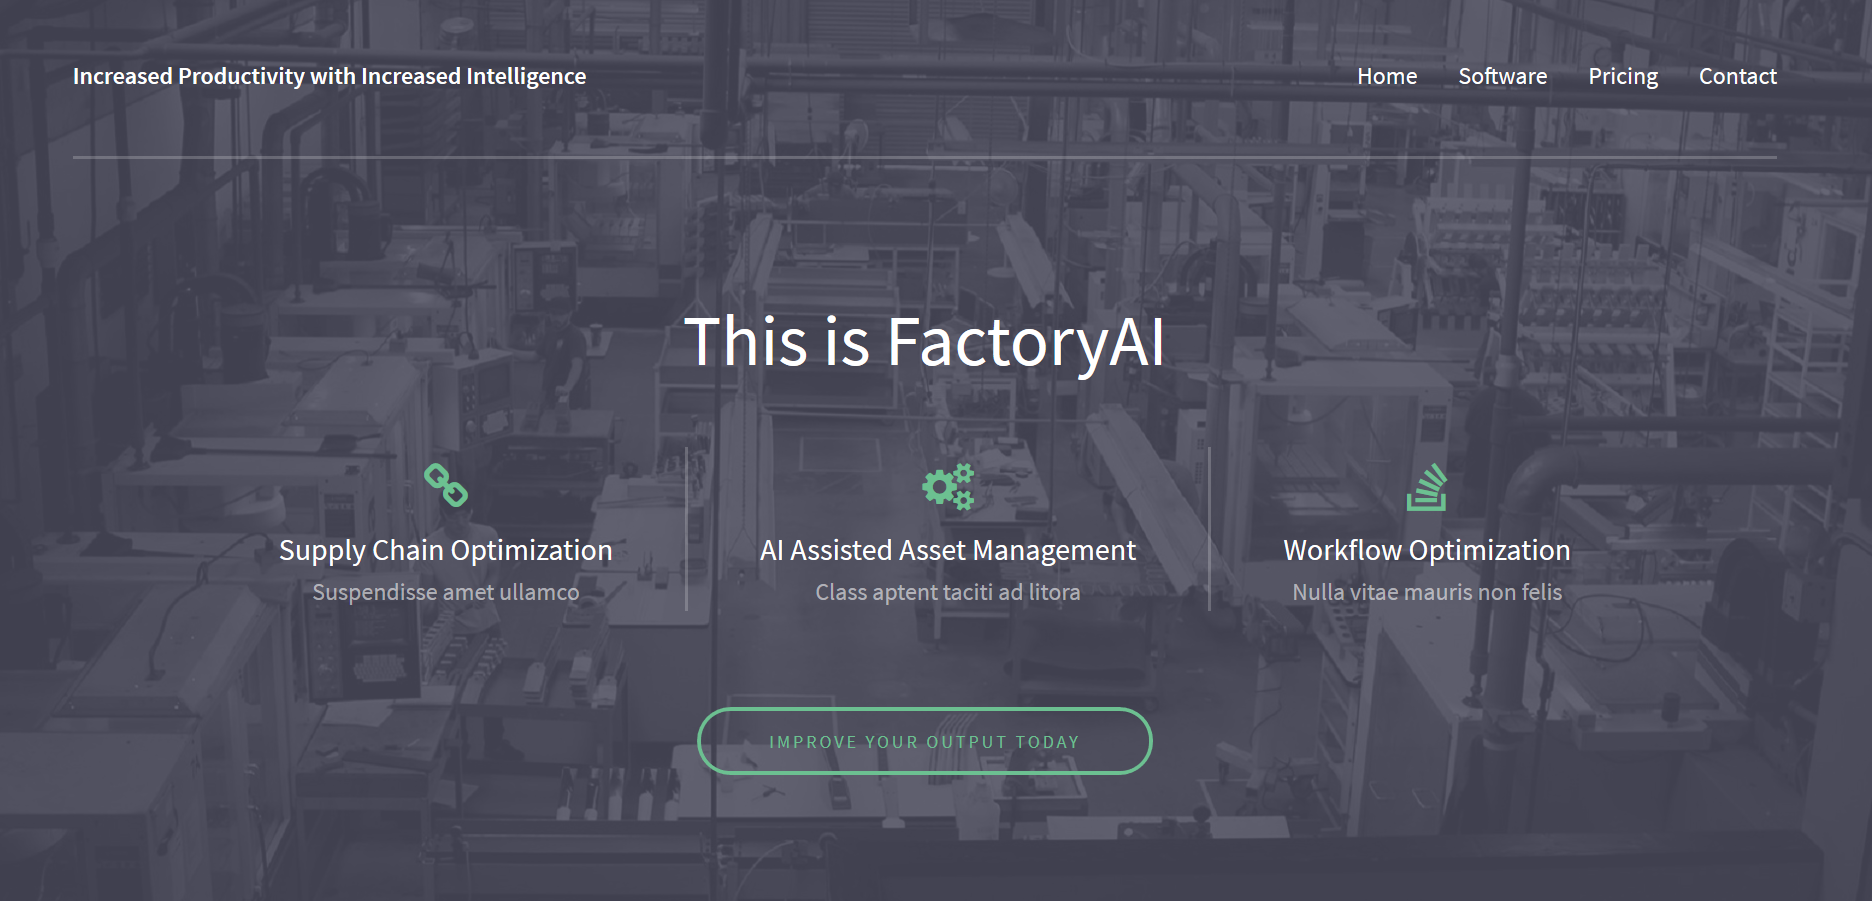 Increased Productivity with Increased Intelligence
Home Software Pricing Contact
This is FactoryAI
Supply Chain Optimization
Suspendisse amet ullamco
AI Assisted Asset Management
Class aptent taciti ad litora
Workflow Optimization
Nulla vitae mauris non felis
IMPROVE YOUR OUTPUT TODAY